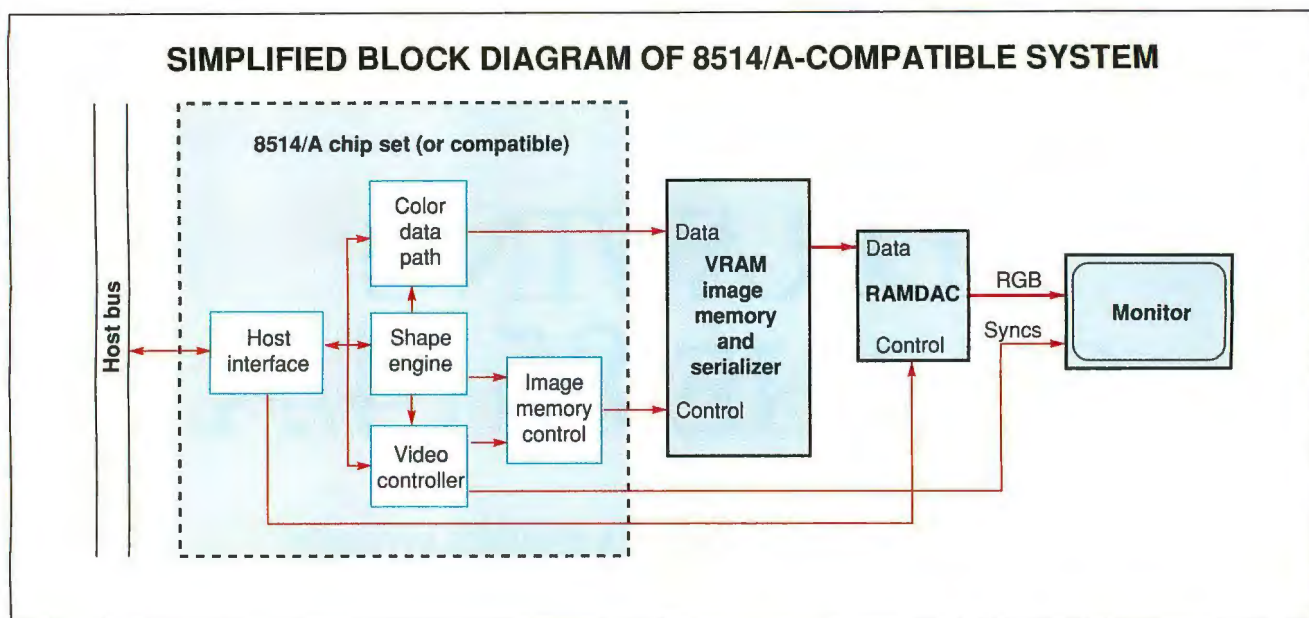 SIMPLIFIED BLOCK DIAGRAM OF 8514/A-COMPATIBLE SYSTEM
Host bus
8514/A chip set (or compatible)
Host
interface
Color
data
path
Shape
engine
Video
controller
Image
memory
control
Data
VRAM
image
memory
and
serializer
Control
Data
RAMDAC
Control
RGB
Syncs
Monitor